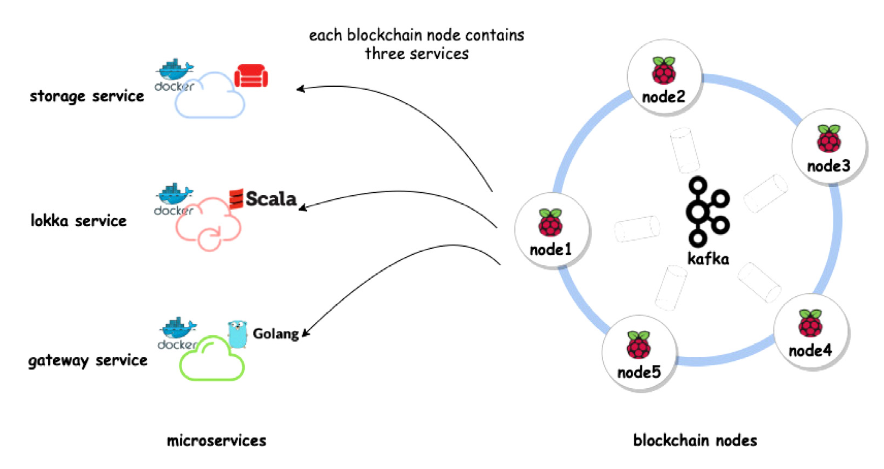 each blockchain node contains
three services
docker
storage service
docker
Scala
lokka service
docker
Golang
gateway service
microservices
node2
node3
node1
kafka
node4
node5
blockchain nodes